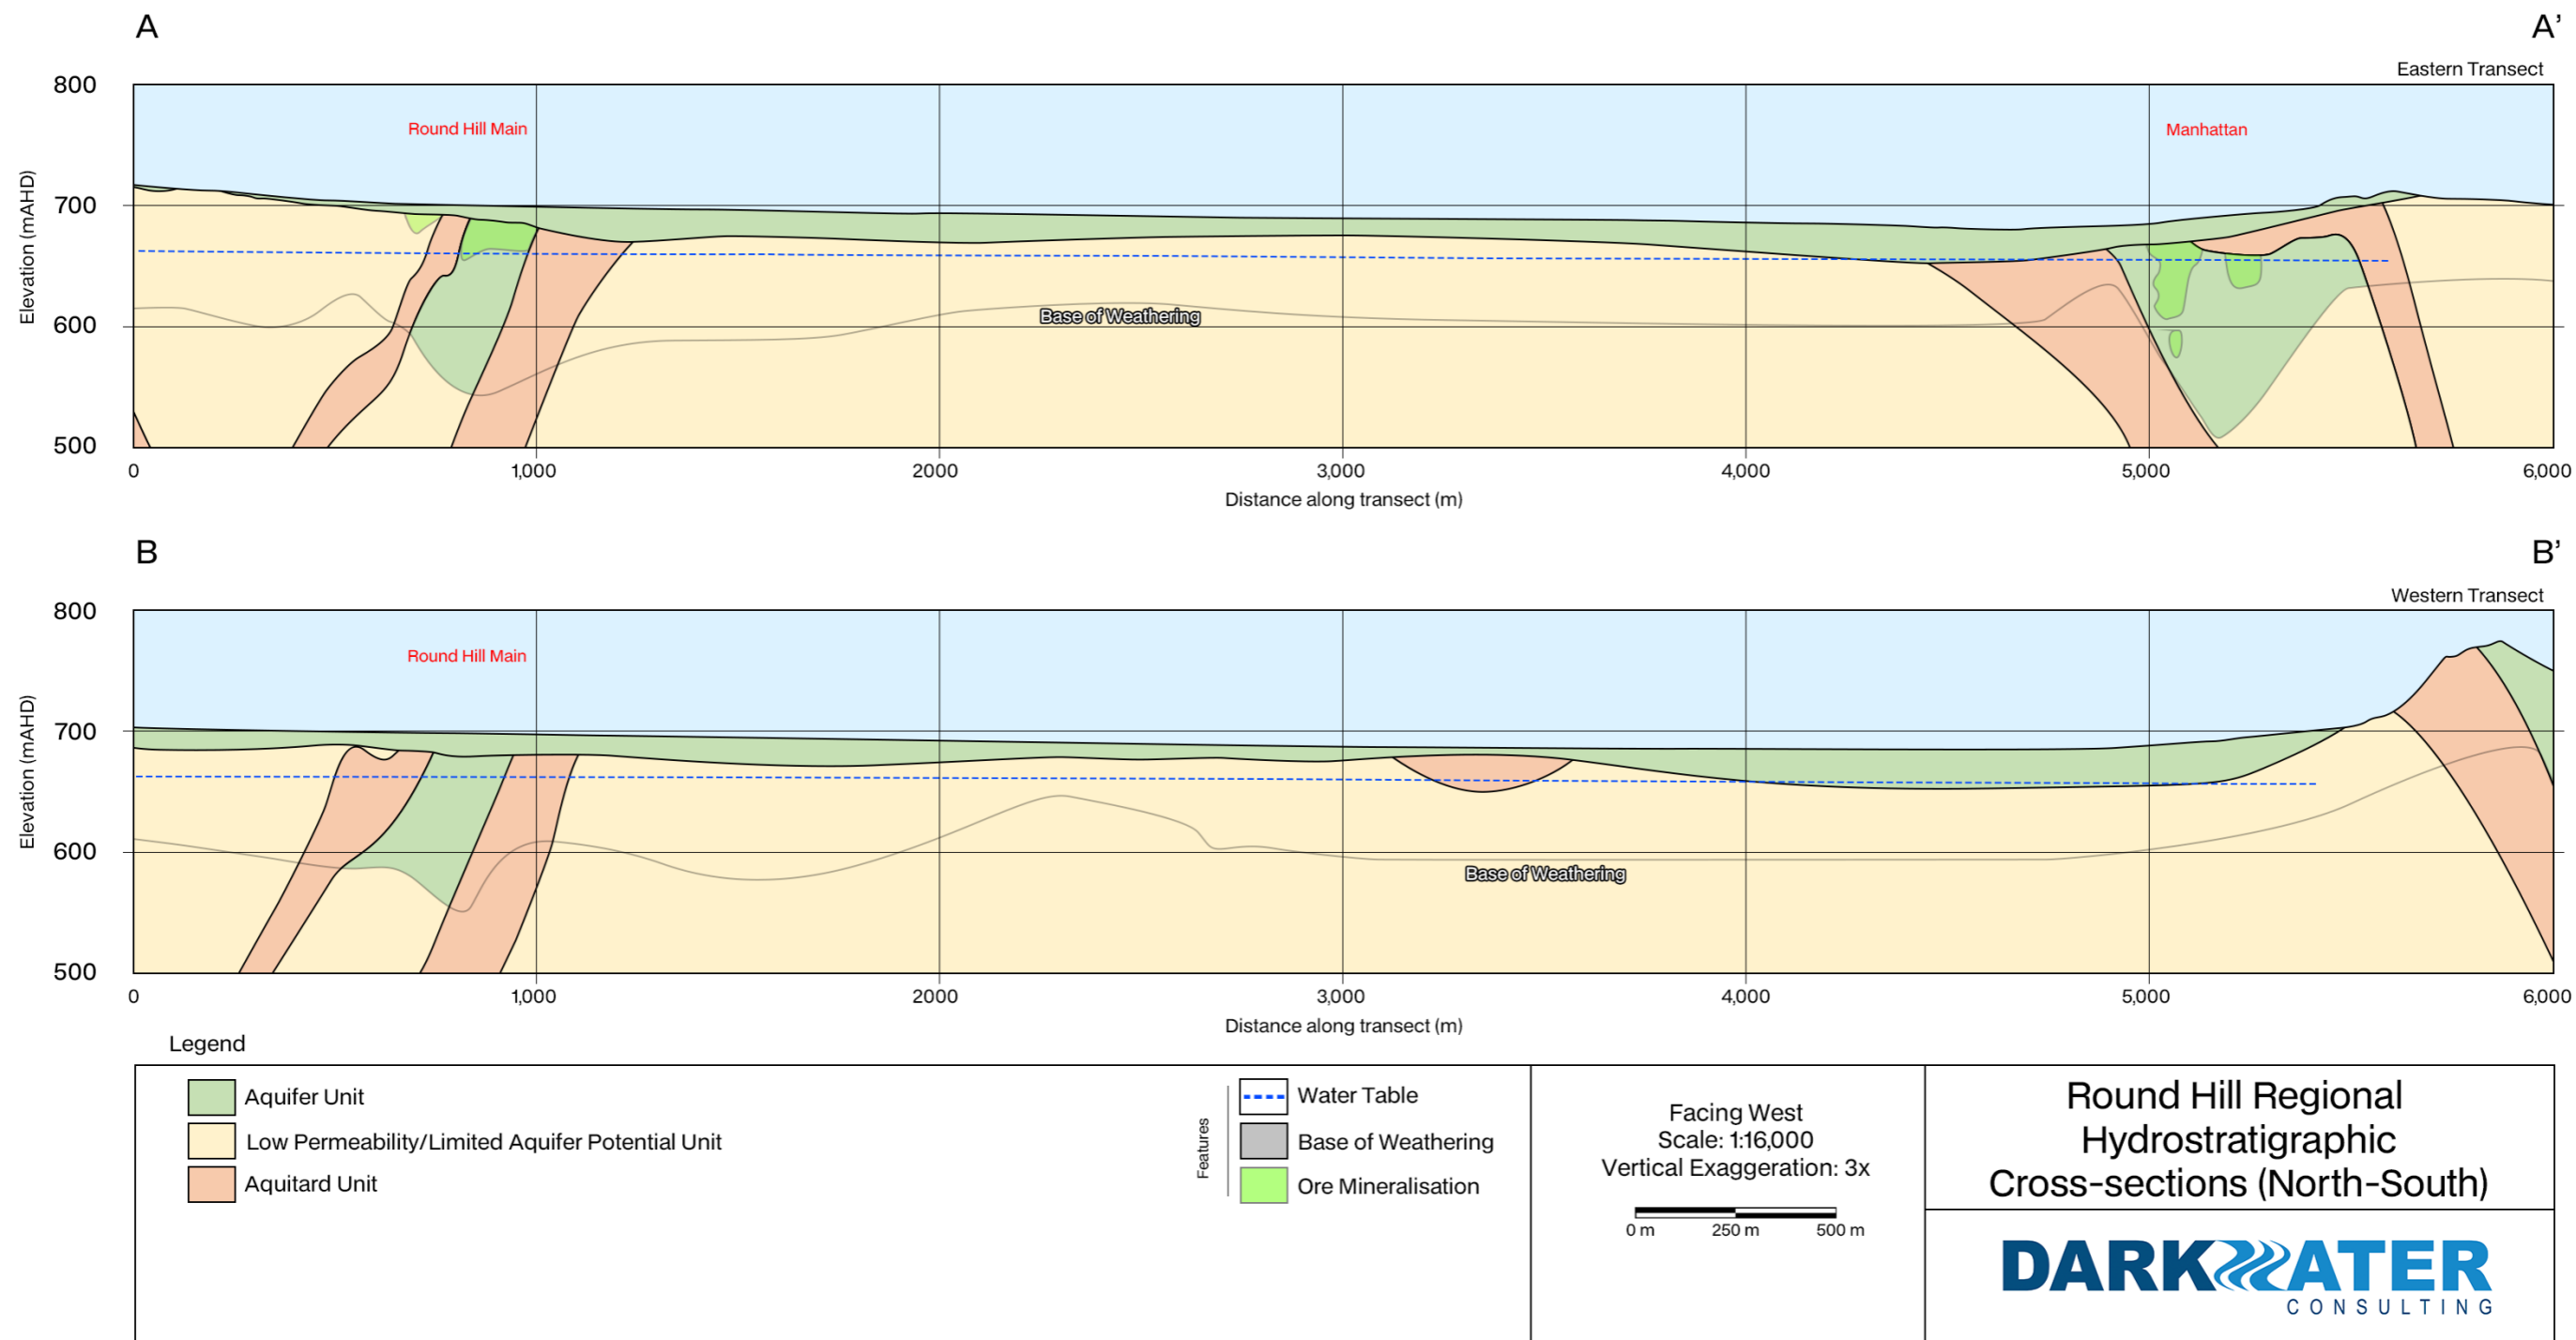 A
A’
Eastern Transect
800
700
600
500
Elevation (mAHD)
Round Hill Main
Manhattan
Base of Weathering
0
1,000
2000
3,000
4,000
5,000
6,000
Distance along transect (m)
B
B’
Western Transect
800
700
600
500
Elevation (mAHD)
Round Hill Main
Base of Weathering
0
1,000
2000
3,000
4,000
5,000
6,000
Distance along transect (m)
Legend
Aquifer Unit
Low Permeability/Limited Aquifer Potential Unit
Aquitard Unit
Features
Water Table
Base of Weathering
Ore Mineralisation
Facing West
Scale: 1:16,000
Vertical Exaggeration: 3x
0 m
250 m
500 m
Round Hill Regional
Hydrostratigraphic
Cross-sections (North-South)
DARKWATER
CONSULTING